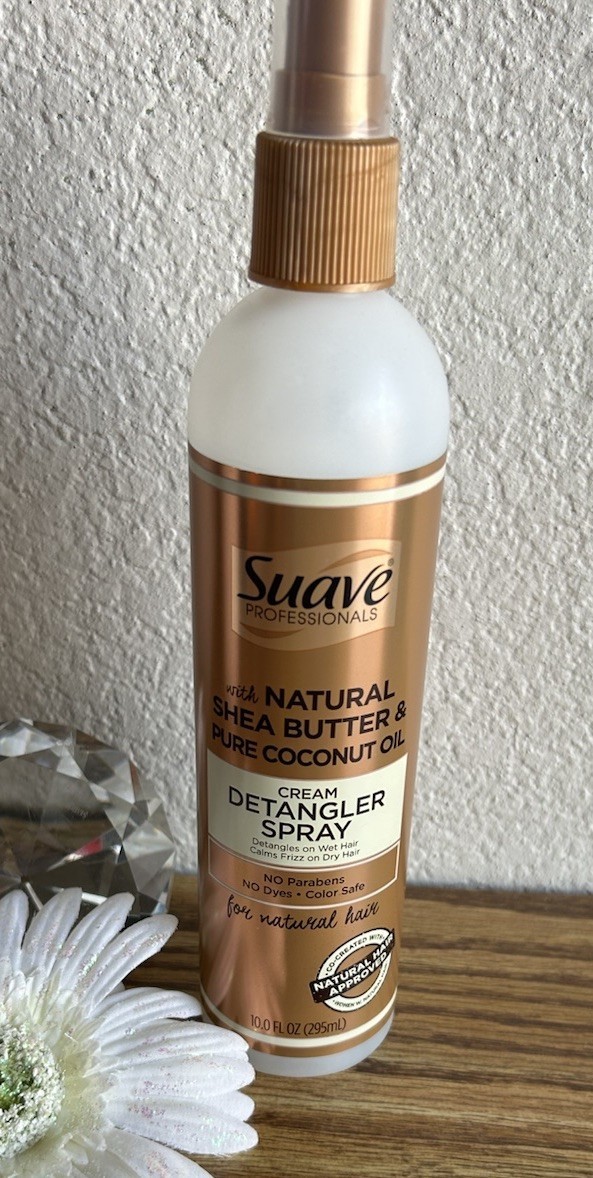 Suave®
PROFESSIONALS
with NATURAL
SHEA BUTTER &
PURE COCONUT OIL
CREAM
DETANGLER
SPRAY
Detangles on Wet Hair
Calms Frizz on Dry Hair
NO Parabens
NO Dyes • Color Safe
for natural hair
CO-CREATED WITH
NATURAL HAIR
APPROVED
10.0 FL OZ (295mL)